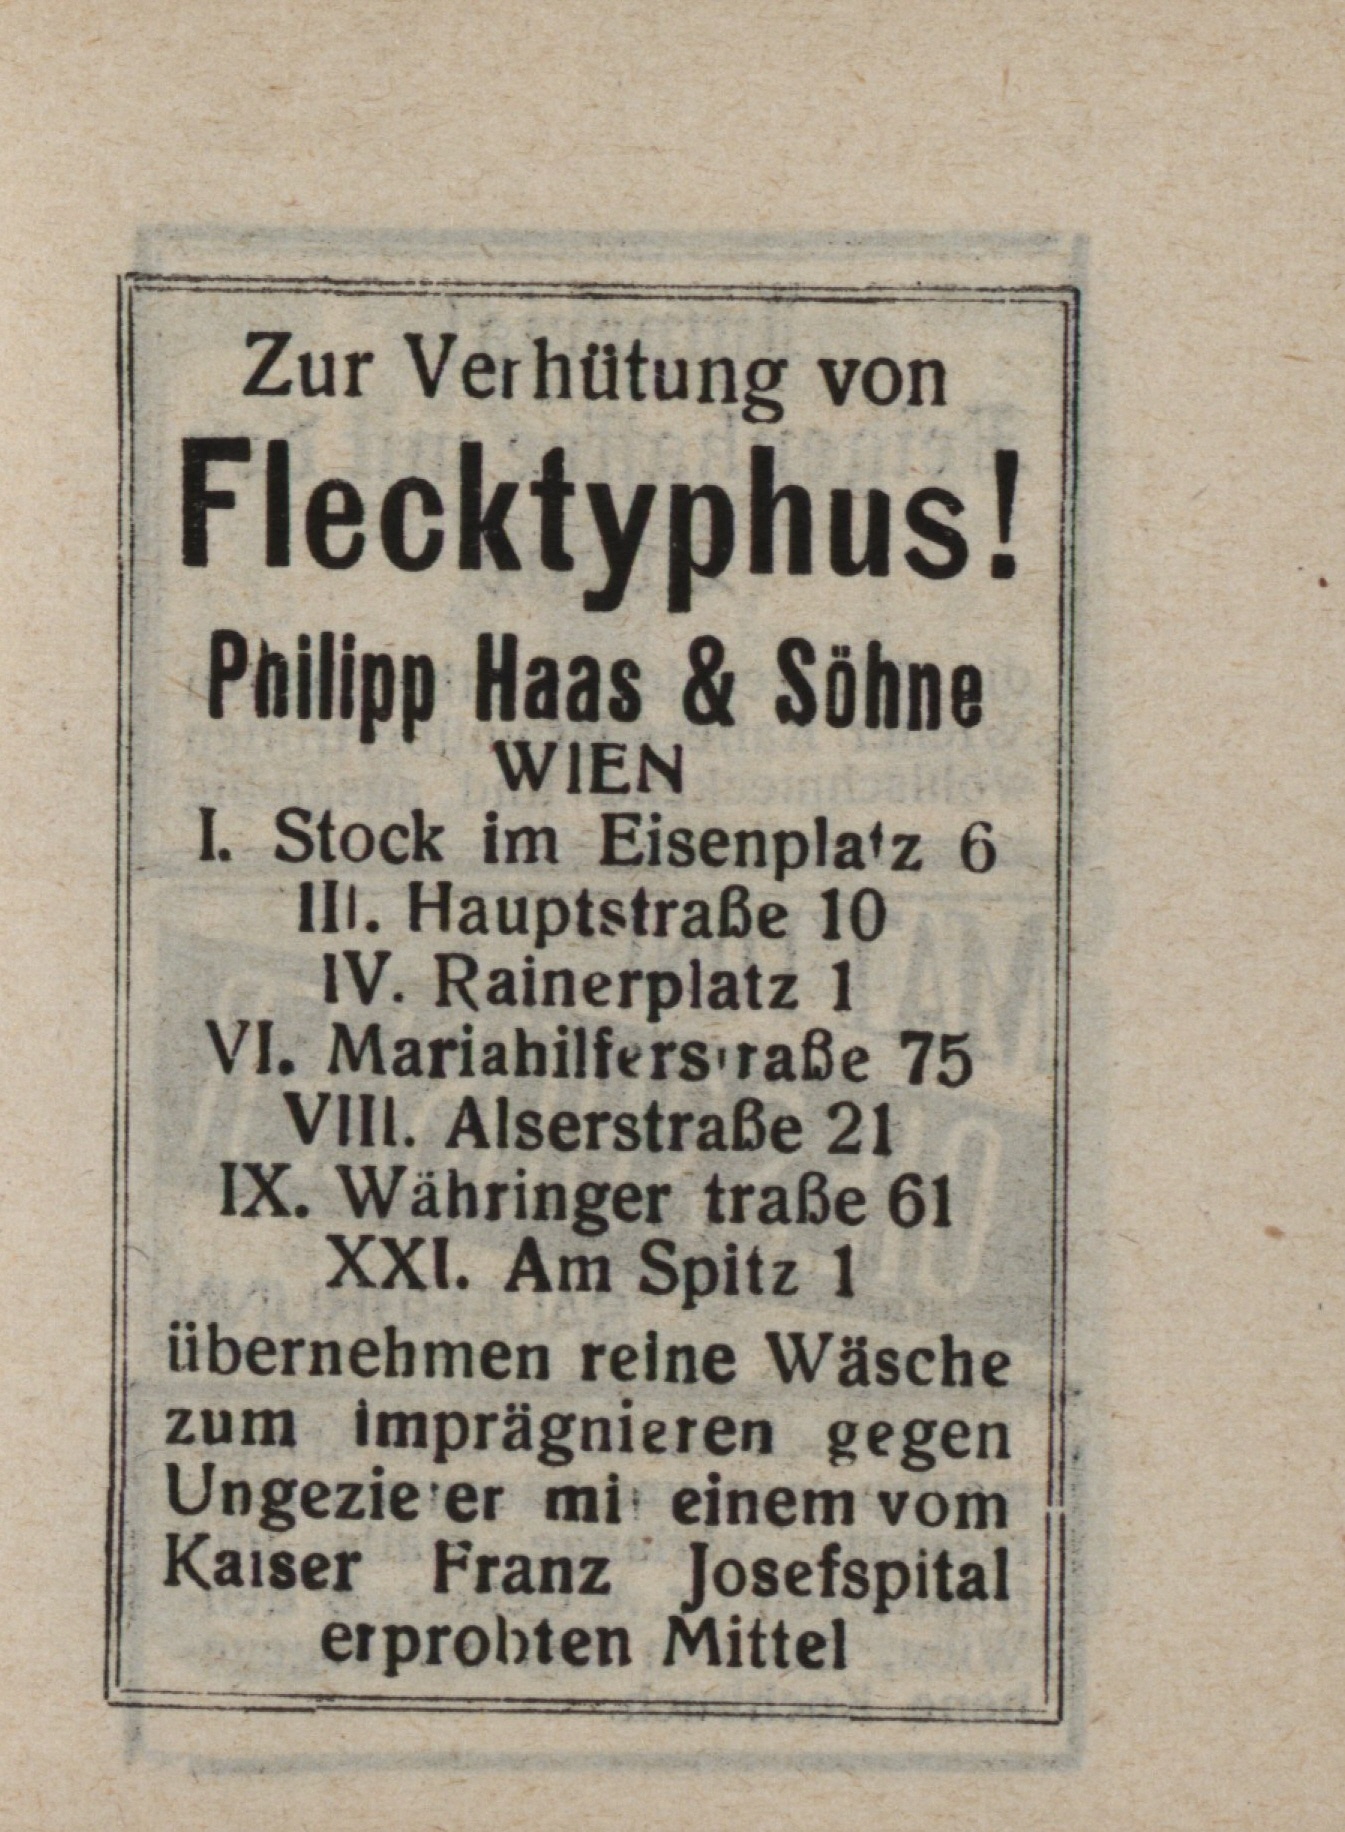 Zur Verhütung von
Flecktyphus!
Philipp Haas & Söhne
WIEN
I. Stock im Eisenplatz 6
III. Hauptstraße 10
IV. Rainerplatz 1
VI. Mariahilferstraße 75
VIII. Alserstraße 21
IX. Währinger traße 61
XXI. Am Spitz 1
übernehmen reine Wäsche
zum imprägnieren gegen
Ungeziefer mit einem vom
Kaiser Franz Josefspital
erprobten Mittel